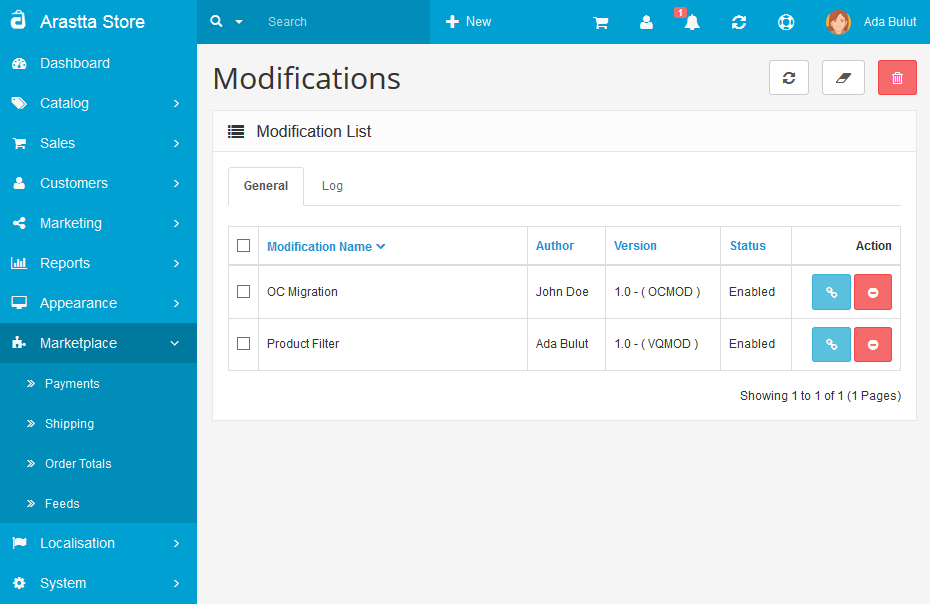 Arastta Store
Search
New
1
Ada Bulut
Dashboard
Catalog
Sales
Customers
Marketing
Reports
Appearance
Marketplace
Payments
Shipping
Order Totals
Feeds
Localisation
System
Modifications
Modification List
General Log
Modification Name Author Version Status Action
OC Migration John Doe 1.0 - ( OCMOD ) Enabled
Product Filter Ada Bulut 1.0 - ( VQMOD ) Enabled
Showing 1 to 1 of 1 (1 Pages)